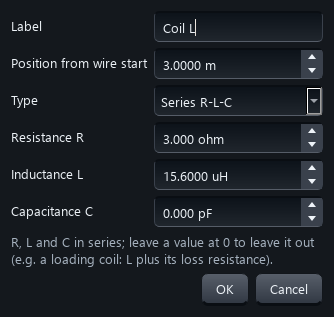 Label
Coil L
Position from wire start
3.0000 m
Type
Series R-L-C
Resistance R
3.000 ohm
Inductance L
15.6000 uH
Capacitance C
0.000 pF
R, L and C in series; leave a value at 0 to leave it out
(e.g. a loading coil: L plus its loss resistance).
OK
Cancel